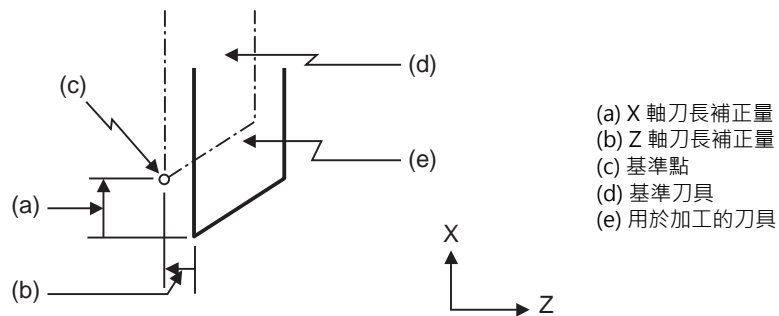 (d)
(c)
(e)
(a)
(b)
X
Z
(a) X 軸刀長補正量
(b) Z 軸刀長補正量
(c) 基準點
(d) 基準刀具
(e) 用於加工的刀具